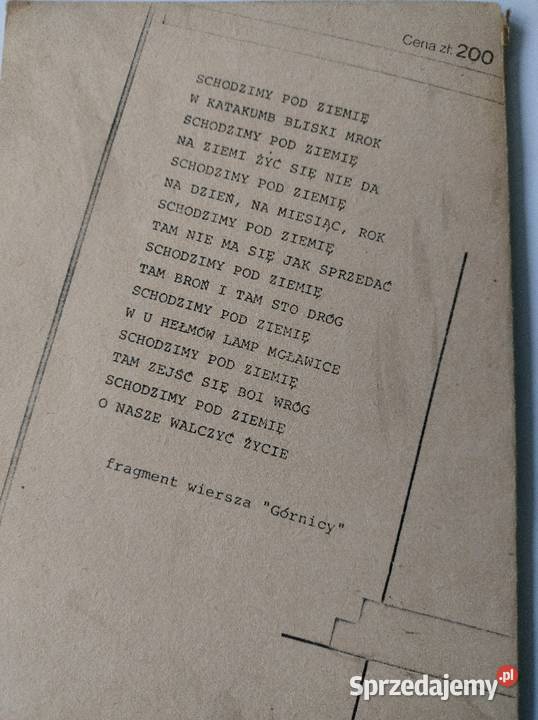 Cena zł. 200
SCHODZIMY POD ZIEMIĘ
W KATAKUMB BLISKI MROK
SCHODZIMY POD ZIEMIĘ
NA ZIEMI ŻYĆ SIĘ NIE DA
SCHODZIMY POD ZIEMIĘ
NA DZIEŃ, NA MIESIĄC, ROK
SCHODZIMY POD ZIEMIĘ
TAM NIE MA SIĘ JAK SPRZEDAĆ
SCHODZIMY POD ZIEMIĘ
TAM BROŃ I TAM STO DRÓG
SCHODZIMY POD ZIEMIĘ
W U HEŁMÓW LAMP MGŁAWICE
SCHODZIMY POD ZIEMIĘ
TAM ZEJŚĆ SIĘ BOI WRÓG
SCHODZIMY POD ZIEMIĘ
O NASZE WALCZYĆ ŻYCIE
fragment wiersza "Górnicy"
Sprzedajemy.pl